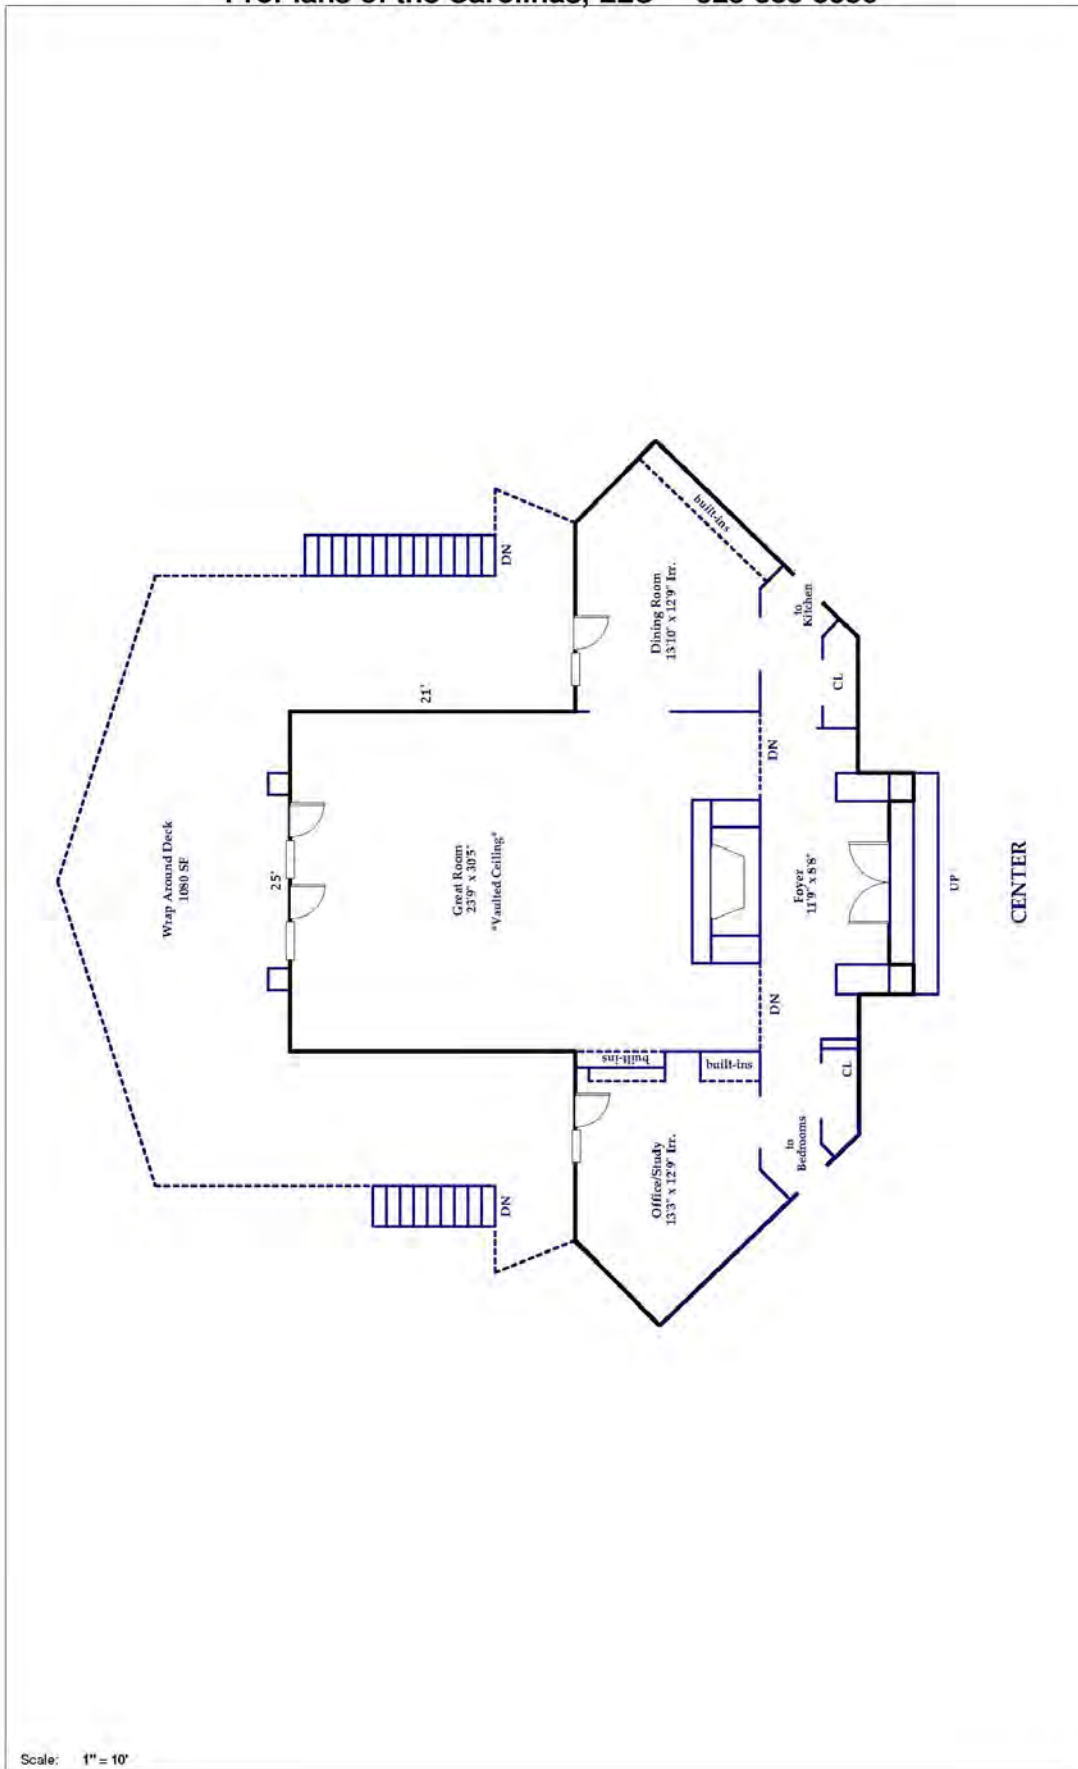 Wrap Around Deck
1080 SF
25'
21'
Great Room
23'9" x 30'5"
*Vaulted Ceiling*
DN
DN
Dining Room
13'10" x 12'9" Irr.
built-ins
to
Kitchen
CL
DN
DN
Foyer
11'9" x 8'8"
UP
built-ins
built-ins
Office/Study
13'3" x 12'9" Irr.
to
Bedrooms
CL
CENTER
Scale: 1" = 10'